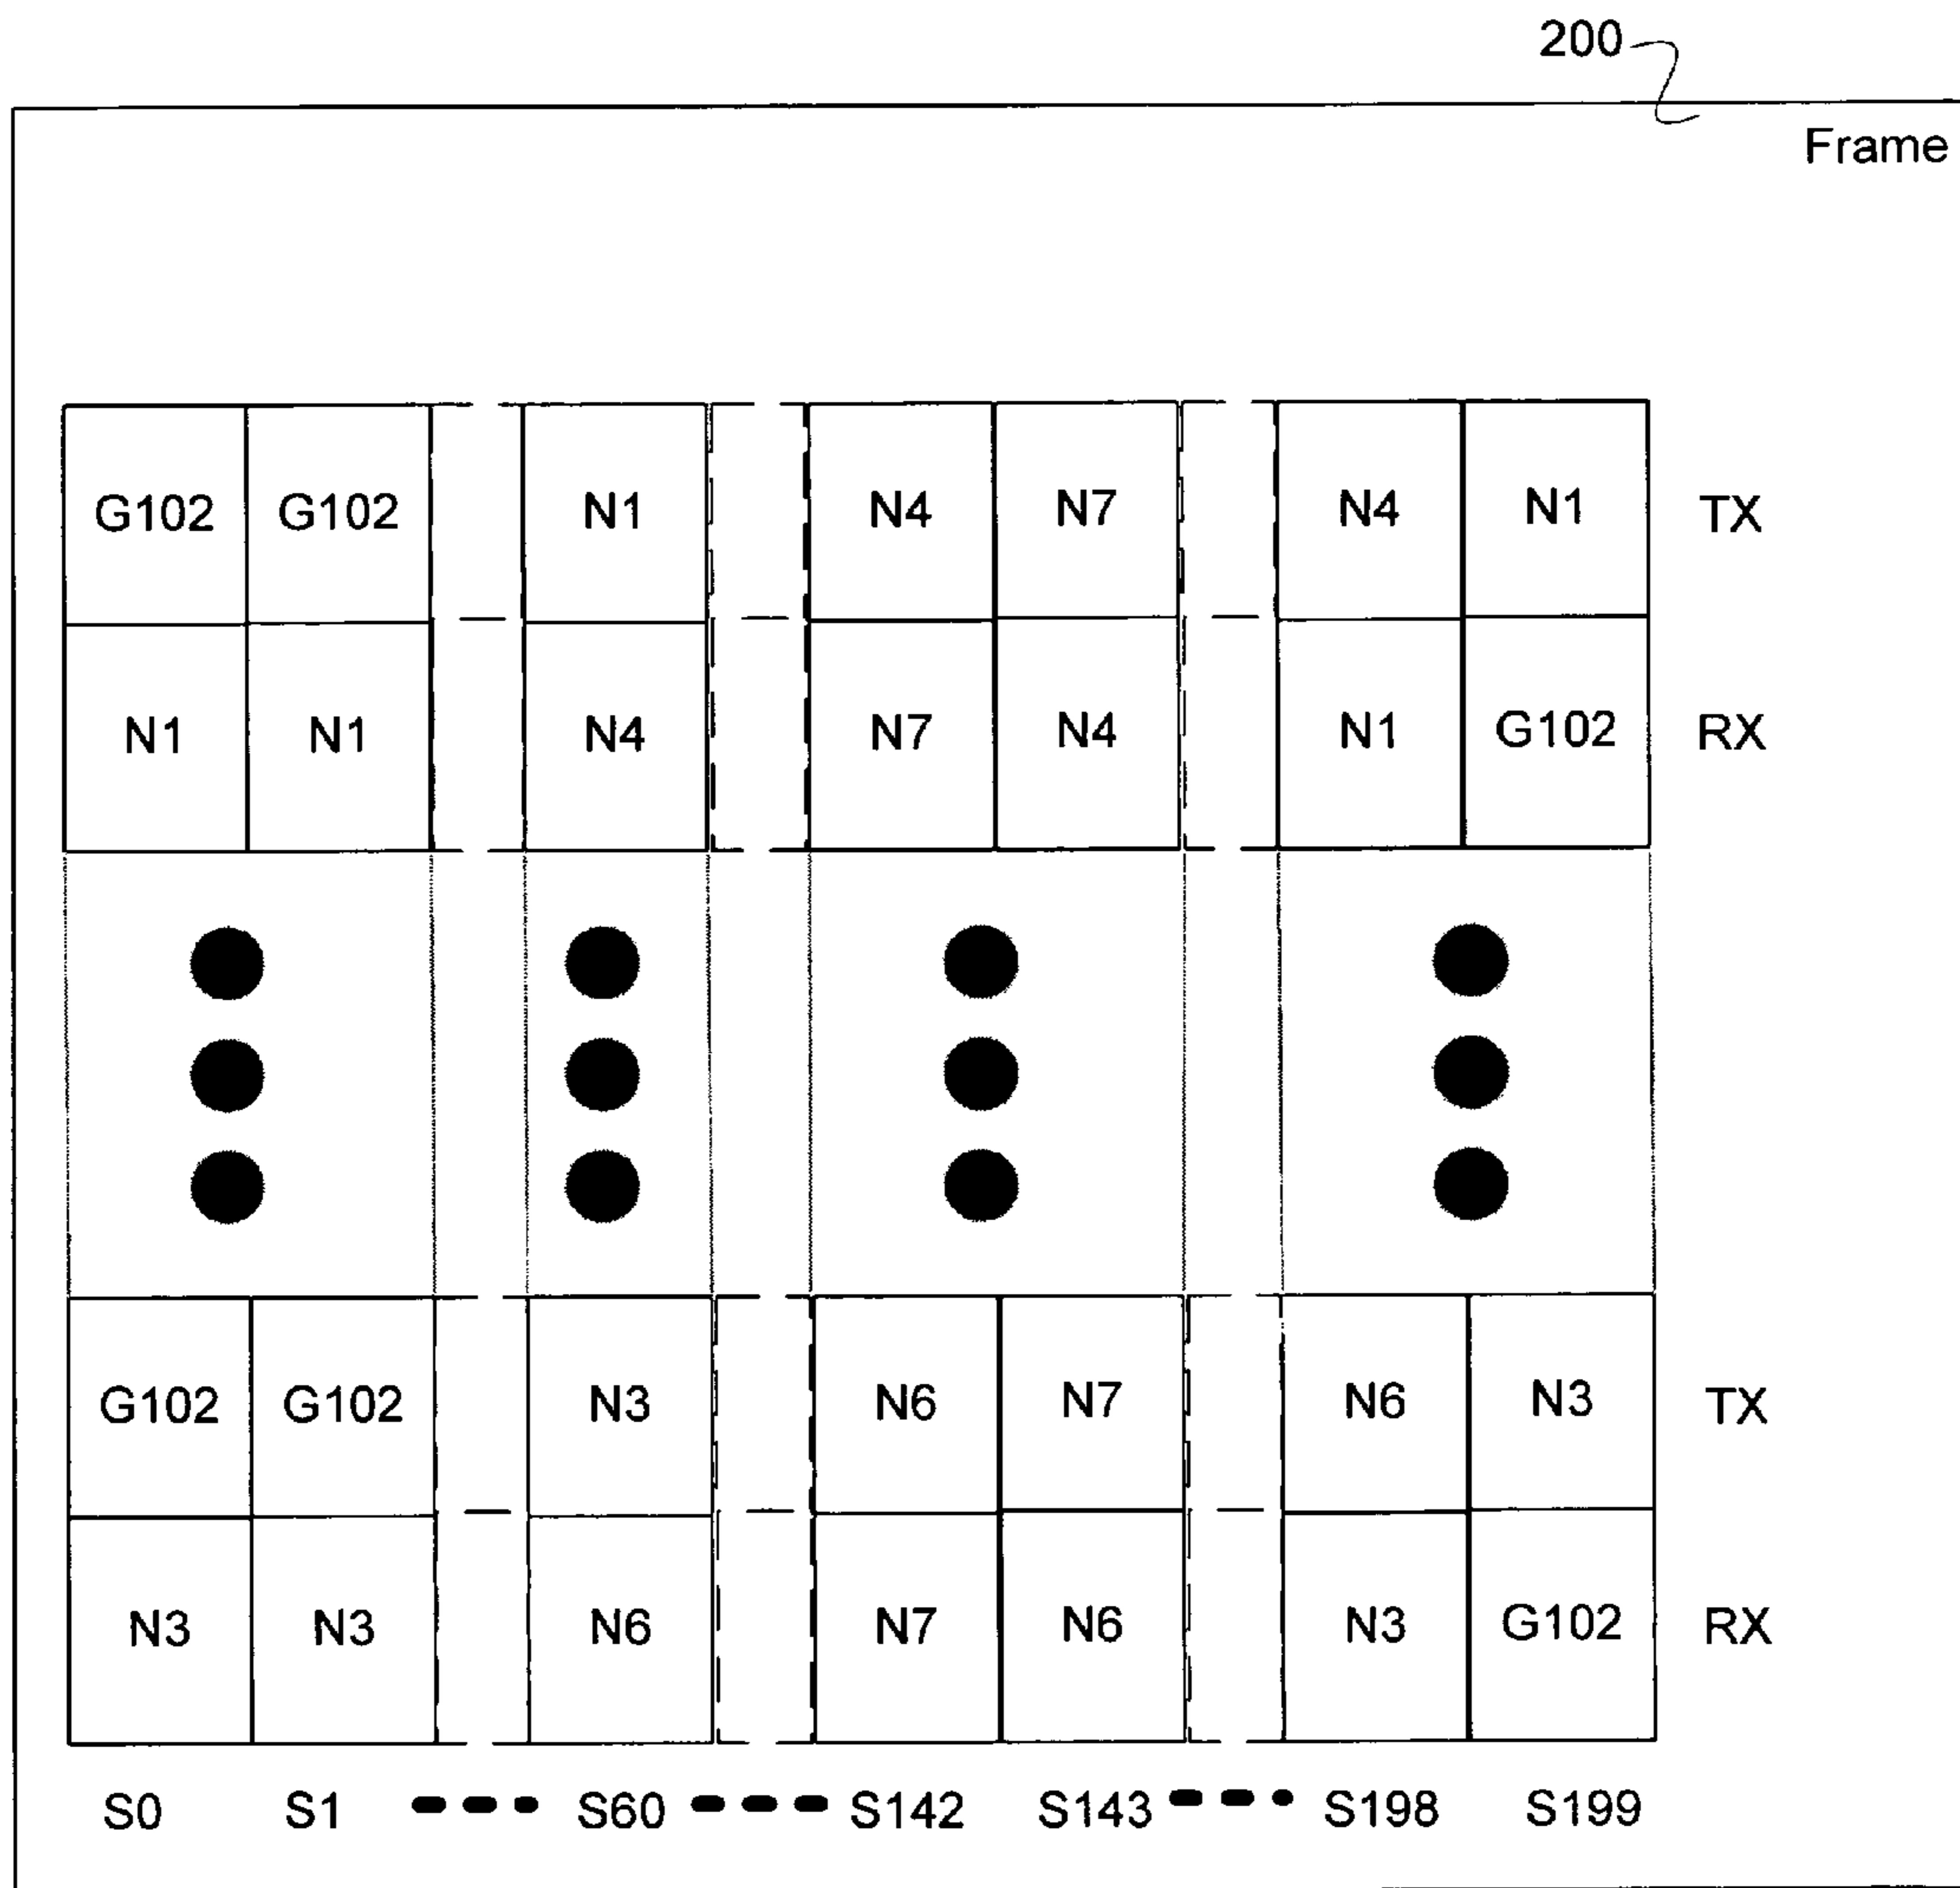 200
Frame
G102 G102 N1 N4 N7 N4 N1 TX
N1 N1 N4 N7 N4 N1 G102 RX
G102 G102 N3 N6 N7 N6 N3 TX
N3 N3 N6 N7 N6 N3 G102 RX
S0 S1 S60 S142 S143 S198 S199